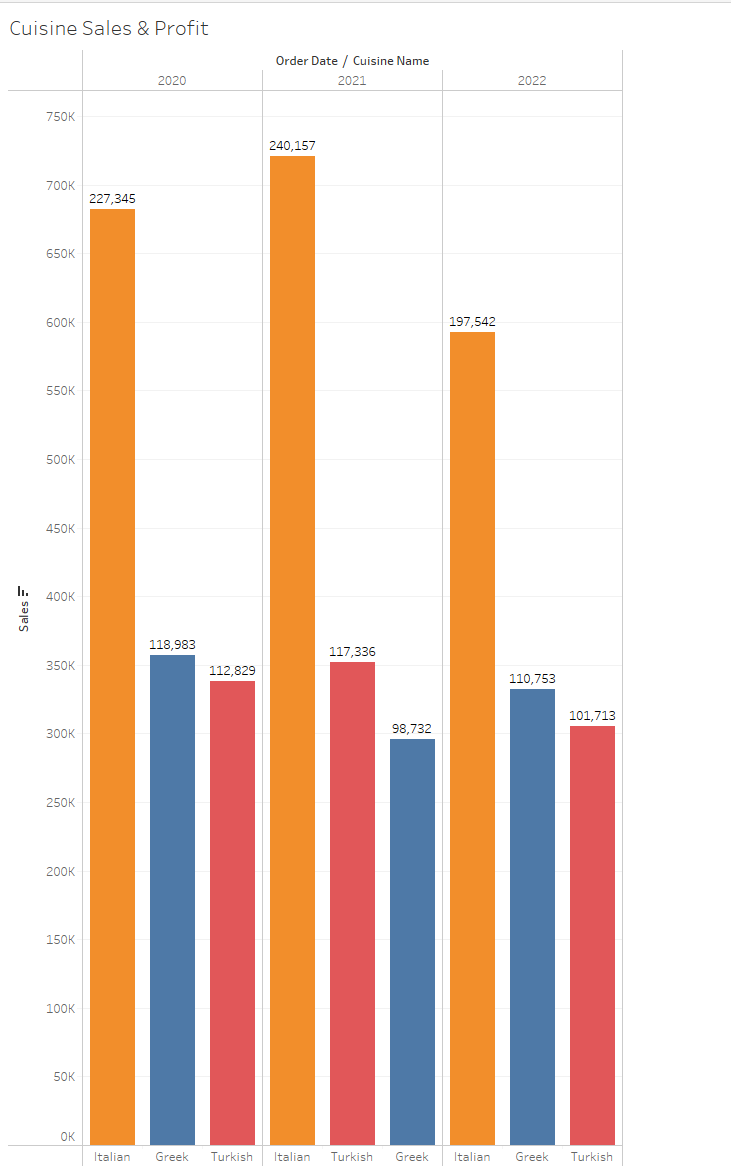 Cuisine Sales & Profit
Order Date / Cuisine Name
2020 2021 2022
750K
700K
650K
600K
550K
500K
450K
400K
350K
300K
250K
200K
150K
100K
50K
0K
Sales
227,345
118,983
112,829
240,157
117,336
98,732
197,542
110,753
101,713
Italian Greek Turkish Italian Turkish Greek Italian Greek Turkish